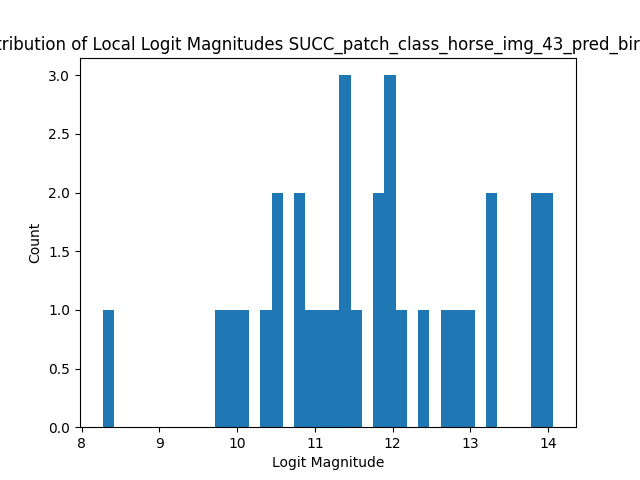 tribution of Local Logit Magnitudes SUCC_patch_class_horse_img_43_pred_bir
3.0
2.5
2.0
1.5
1.0
0.5
0.0
Count
8 9 10 11 12 13 14
Logit Magnitude